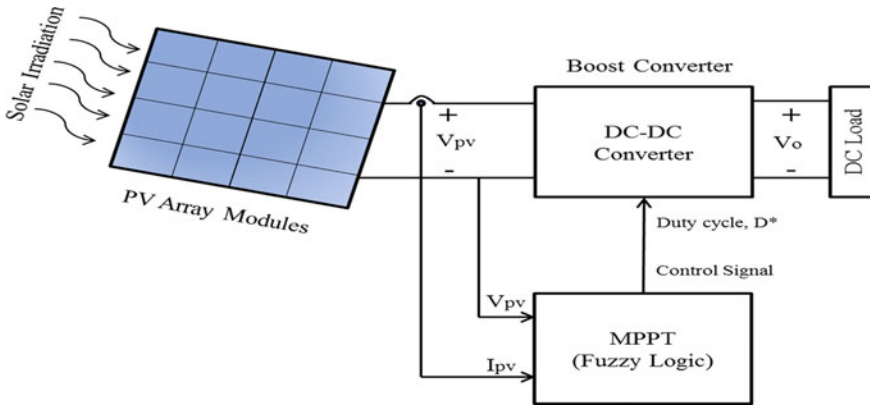 Solar Irradiation
PV Array Modules
+
Vpv
-
Boost Converter
DC-DC
Converter
+
Vo
-
DC Load
Duty cycle, D*
Control Signal
Vpv
Ipv
MPPT
(Fuzzy Logic)